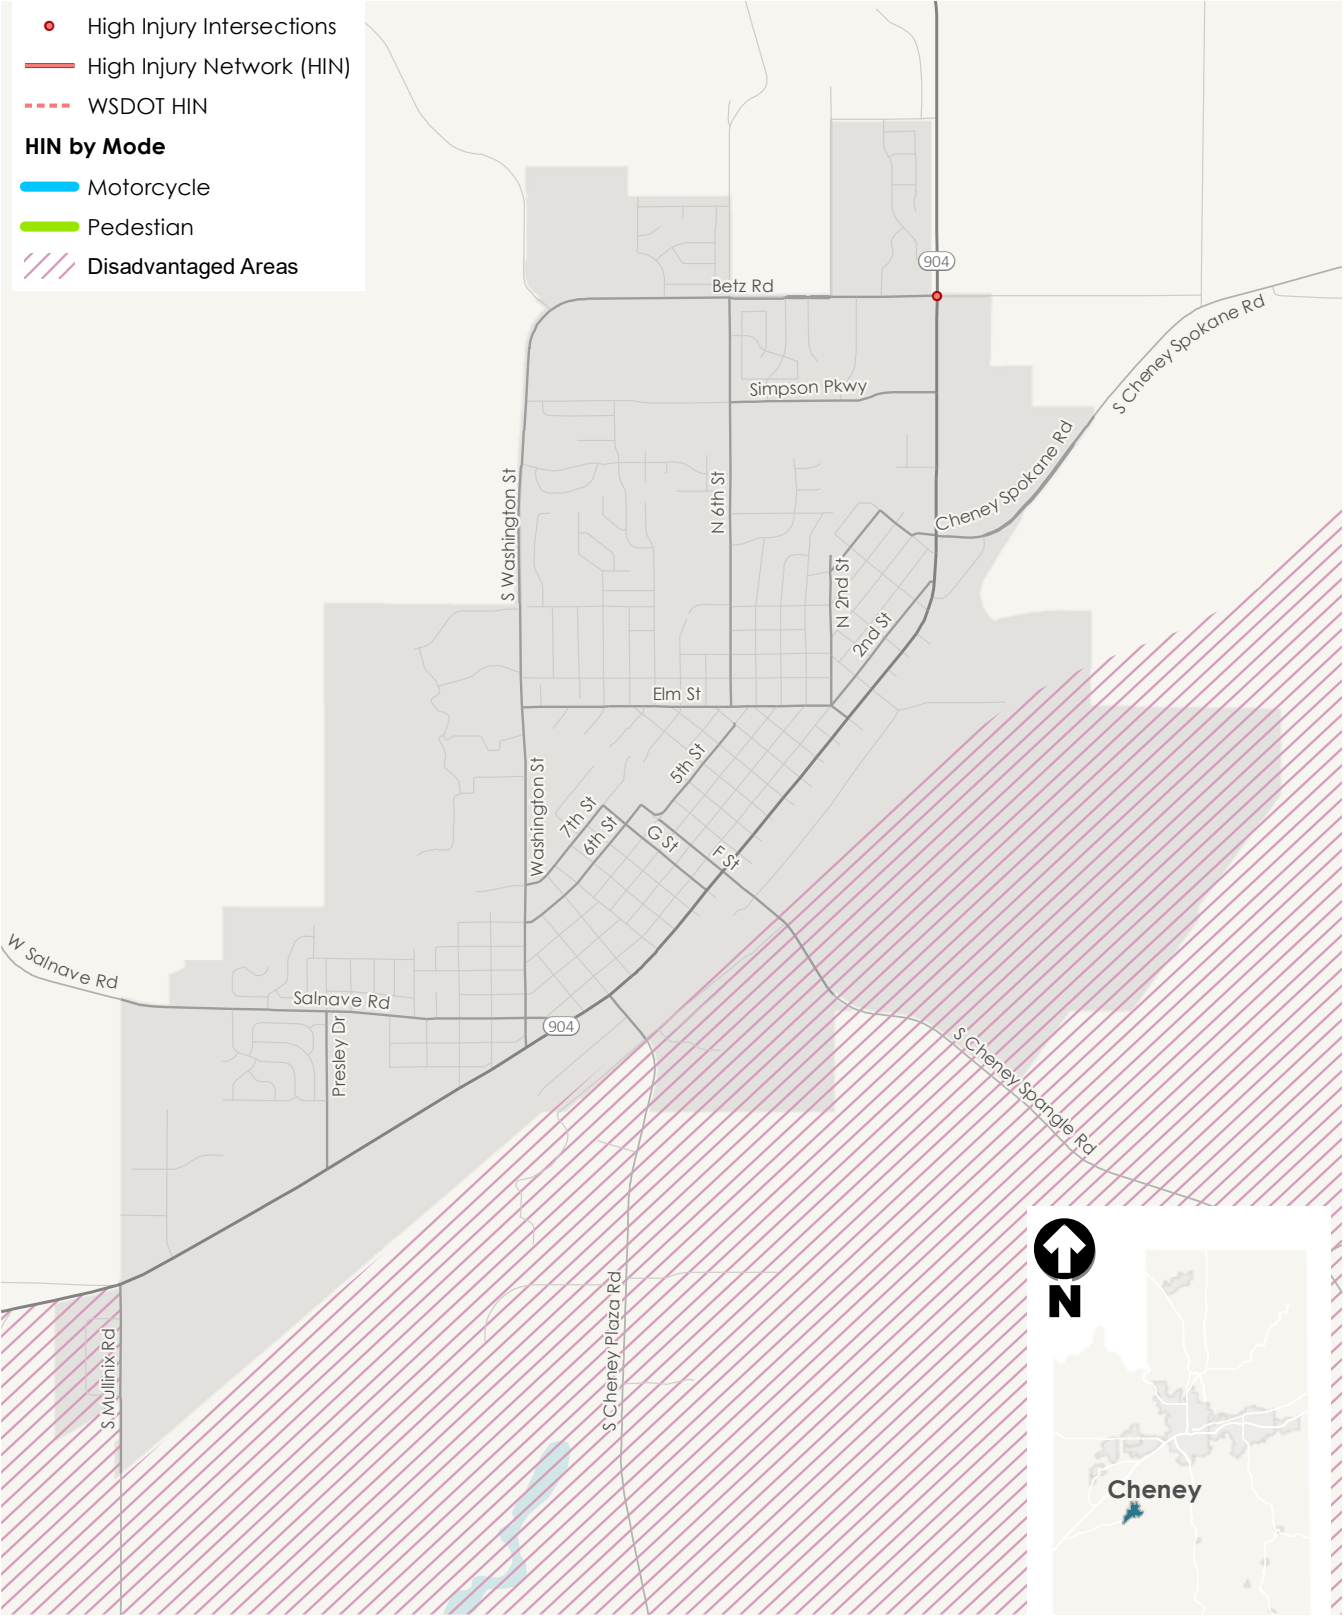 High Injury Intersections
High Injury Network (HIN)
WSDOT HIN
HIN by Mode
Motorcycle
Pedestian
Disadvantaged Areas
904
Betz Rd
S Cheney Spokane Rd
Simpson Pkwy
Cheney Spokane Rd
S Washington St
N 6th St
N 2nd St
2nd St
Elm St
5th St
Washington St
7th St
6th St
G St
F St
W Salnave Rd
Salnave Rd
904
Presley Dr
S Cheney Spangle Rd
S Mullinix Rd
S Cheney Plaza Rd
N
Cheney